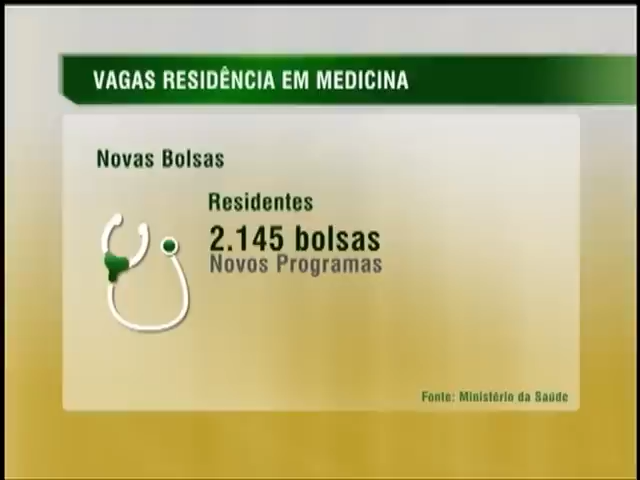 VAGAS RESIDÊNCIA EM MEDICINA
Novas Bolsas
Residentes
2.145 bolsas
Novos Programas
Fonte: Ministério da Saúde